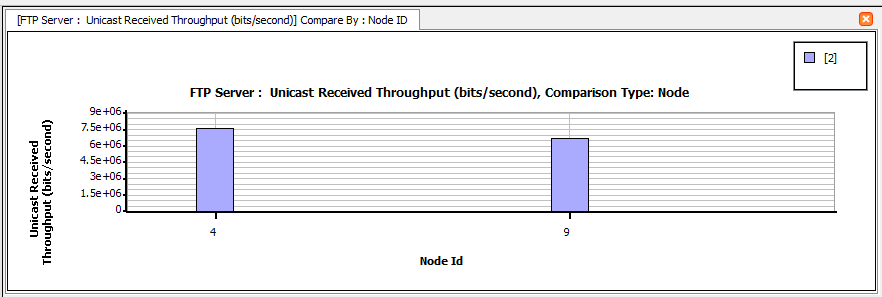 [FTP Server :  Unicast Received Throughput (bits/second)] Compare By : Node ID
[2]
FTP Server :  Unicast Received Throughput (bits/second), Comparison Type: Node
Unicast Received
Throughput (bits/second)
9e+06
7.5e+06
6e+06
4.5e+06
3e+06
1.5e+06
0
4
9
Node Id